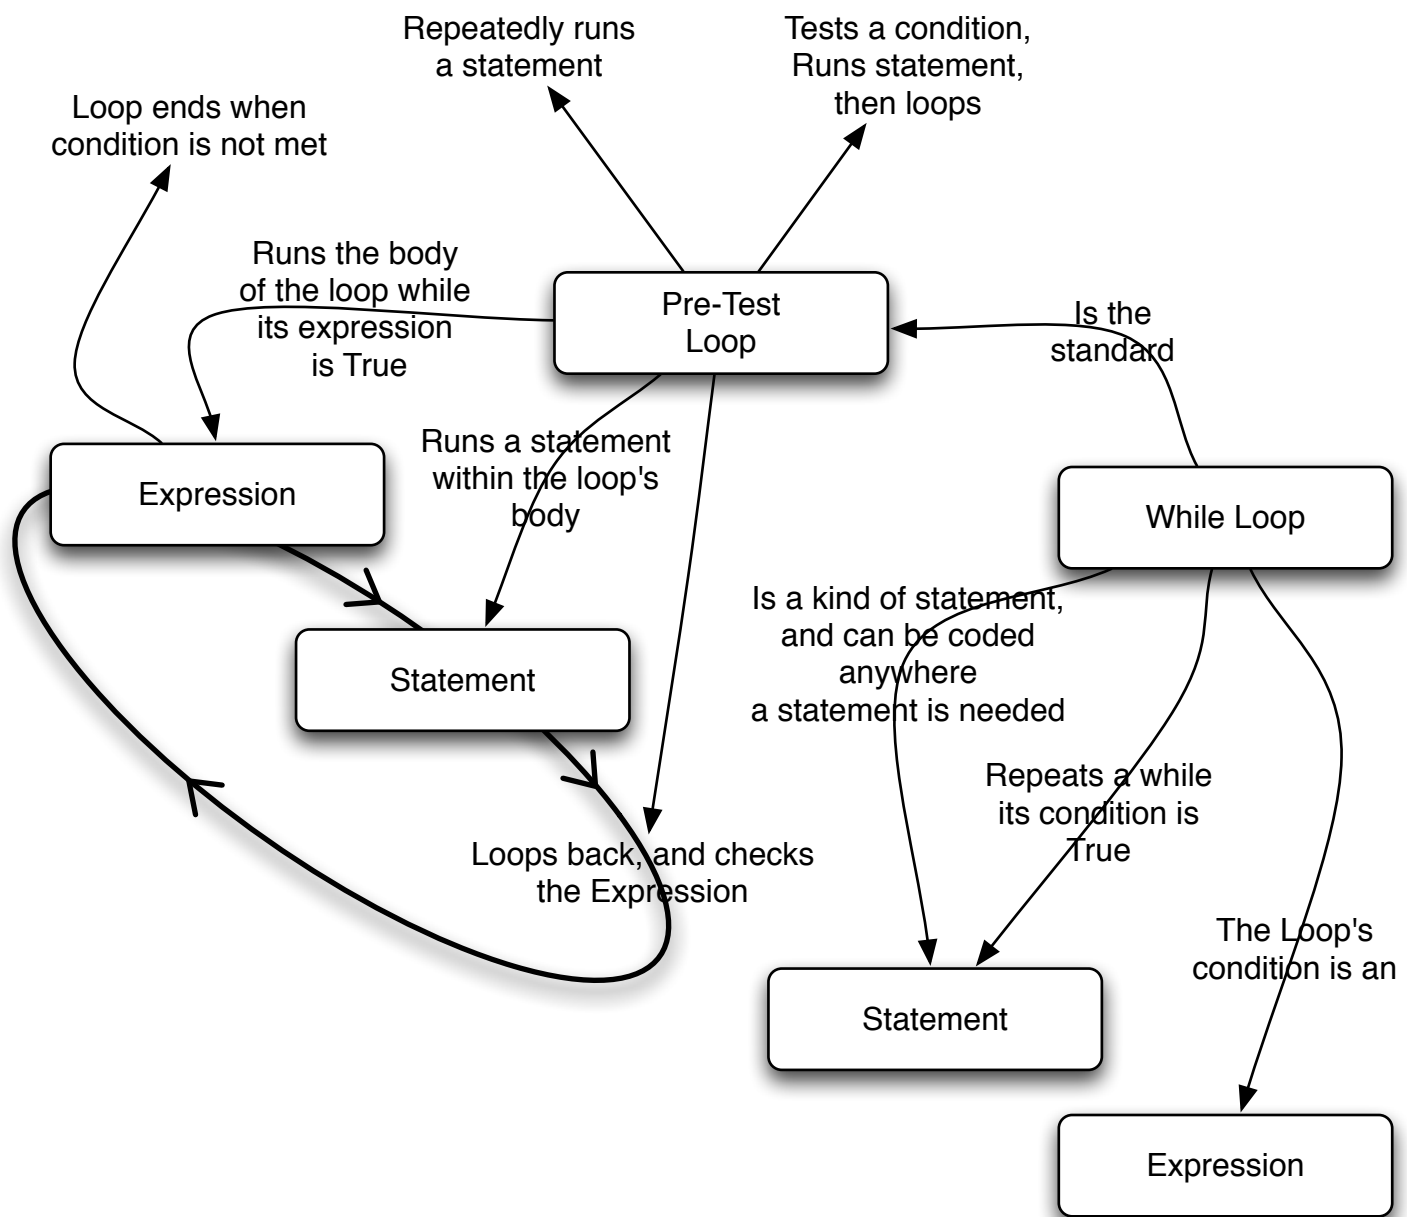 Repeatedly runs
a statement
Tests a condition,
Runs statement,
then loops
Loop ends when
condition is not met
Runs the body
of the loop while
its expression
is True
Pre-Test
Loop
Is the
standard
Runs a statement
within the loop's
body
Expression
While Loop
Is a kind of statement,
and can be coded
anywhere
a statement is needed
Statement
Repeats a while
its condition is
True
Loops back, and checks
the Expression
The Loop's
condition is an
Statement
Expression